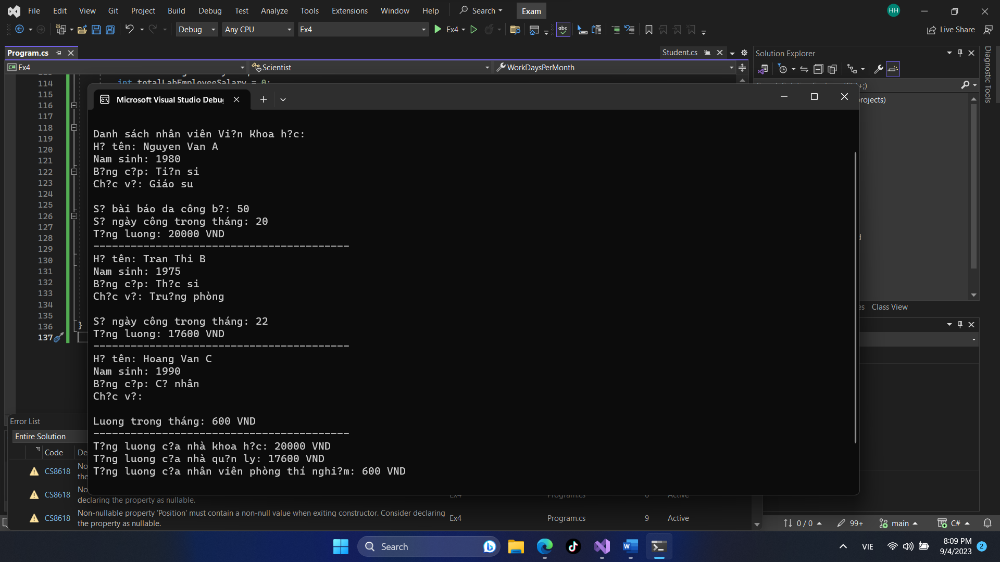 File Edit View Git Project Build Debug Test Analyze Tools Extensions Window Help Search Exam HH
Debug Any CPU Ex4 Ex4 Live Share
Program.cs Student.cs
Ex4 Scientist WorkDaysPerMonth
Solution Explorer
Diagnostic Tools
114 int totalLabEmployeeSalary = 0;
115
116
117
118
119
120
121
122
123
124
125
126
127
128
129
130
131
132
133
134
135
136 }
137
Microsoft Visual Studio Debug
Danh sách nhân viên Vi?n Khoa h?c:
H? tên: Nguyen Van A
Nam sinh: 1980
B?ng c?p: Ti?n si
Ch?c v?: Giáo su
S? bài báo da công b?: 50
S? ngày công trong tháng: 20
T?ng luong: 20000 VND
-----------------------------------------
H? tên: Tran Thi B
Nam sinh: 1975
B?ng c?p: Th?c si
Ch?c v?: Tru?ng phòng
S? ngày công trong tháng: 22
T?ng luong: 17600 VND
-----------------------------------------
H? tên: Hoang Van C
Nam sinh: 1990
B?ng c?p: C? nhân
Ch?c v?:
Luong trong tháng: 600 VND
-----------------------------------------
T?ng luong c?a nhà khoa h?c: 20000 VND
T?ng luong c?a nhà qu?n ly: 17600 VND
T?ng luong c?a nhân viên phòng thí nghi?m: 600 VND
rojects)
Class View
Error List
Entire Solution
Code De
CS8618 No
the
CS8618 No
declaring the property as nullable. Ex4 Program.cs Active
CS8618 Non-nullable property 'Position' must contain a non-null value when exiting constructor. Consider declaring the property as nullable. Ex4 Program.cs 9 Active
0 / 0 99+ main C#
Search VIE 8:09 PM
9/4/2023 2